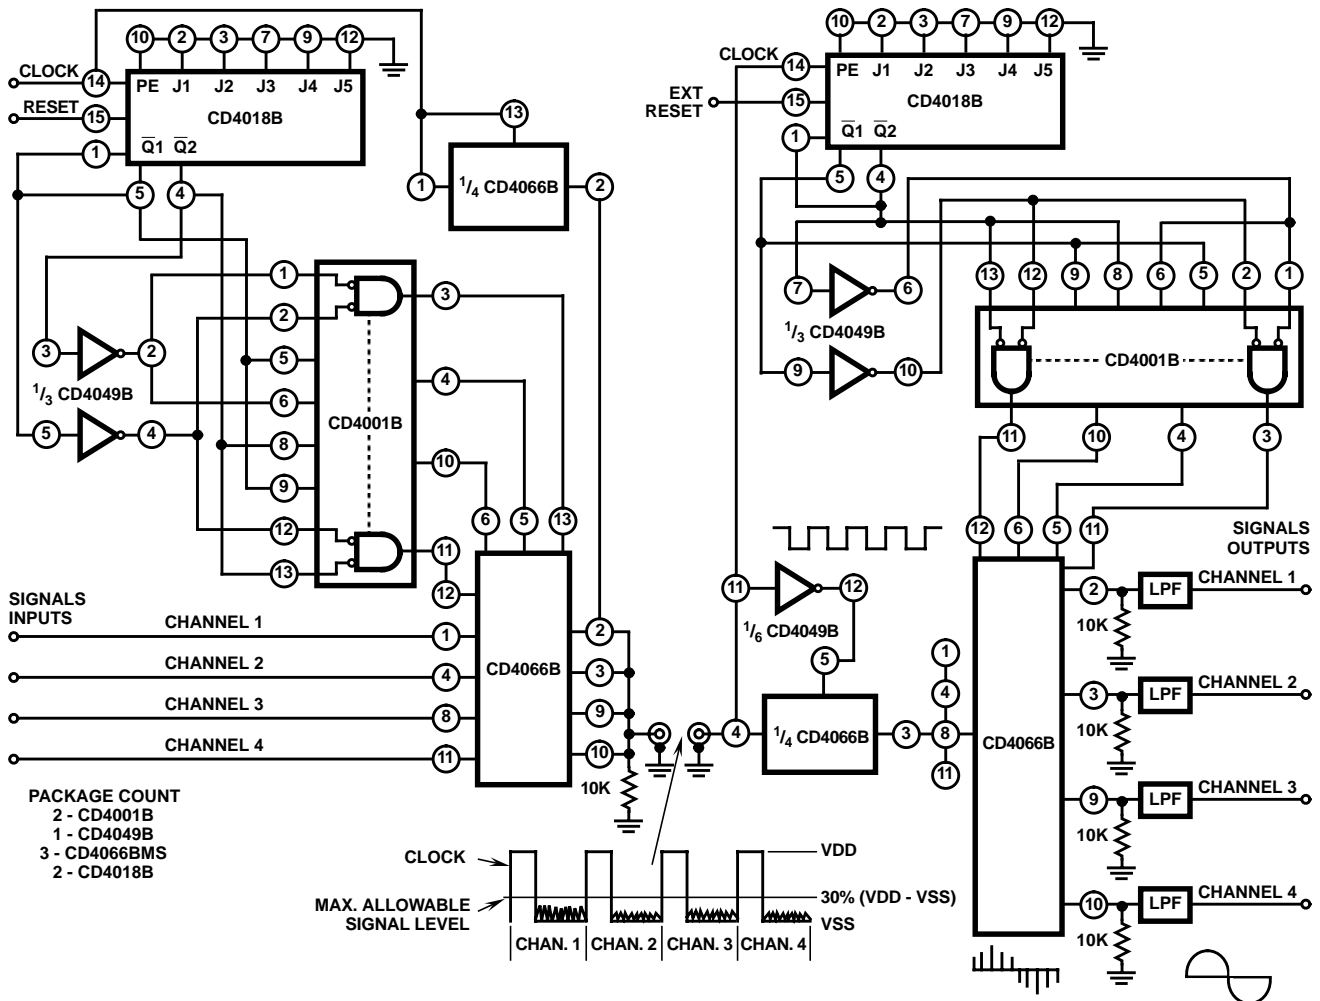 10 2 3 7 9 12
CLOCK 14 PE J1 J2 J3 J4 J5
RESET 15 CD4018B
1 Q̅1 Q̅2
5 4
13
1 1/4 CD4066B 2
1 3
2
3 2 5 4
1/3 CD4049B
6
CD4001B
5 4 8
10
9
6 5 13
12 11
13 12
SIGNALS
INPUTS
CHANNEL 1 1 2
CD4066B
CHANNEL 2 4 3
CHANNEL 3 8 9
CHANNEL 4 11 10
10K
PACKAGE COUNT
2 - CD4001B
1 - CD4049B
3 - CD4066BMS
2 - CD4018B
10 2 3 7 9 12
CLOCK 14 PE J1 J2 J3 J4 J5
EXT
RESET 15 CD4018B
1 Q̅1 Q̅2
5 4
13 12 9 8 6 5 2 1
7 6
1/3 CD4049B
9 10
CD4001B
11 10 4 3
12 6 5 11
11 12
1/6 CD4049B
5
4 1/4 CD4066B 3
1
4
8
11
CD4066B
SIGNALS
OUTPUTS
2 LPF CHANNEL 1
10K
3 LPF CHANNEL 2
10K
9 LPF CHANNEL 3
10K
10 LPF CHANNEL 4
10K
CLOCK VDD
MAX. ALLOWABLE
SIGNAL LEVEL
30% (VDD - VSS)
VSS
CHAN. 1 CHAN. 2 CHAN. 3 CHAN. 4